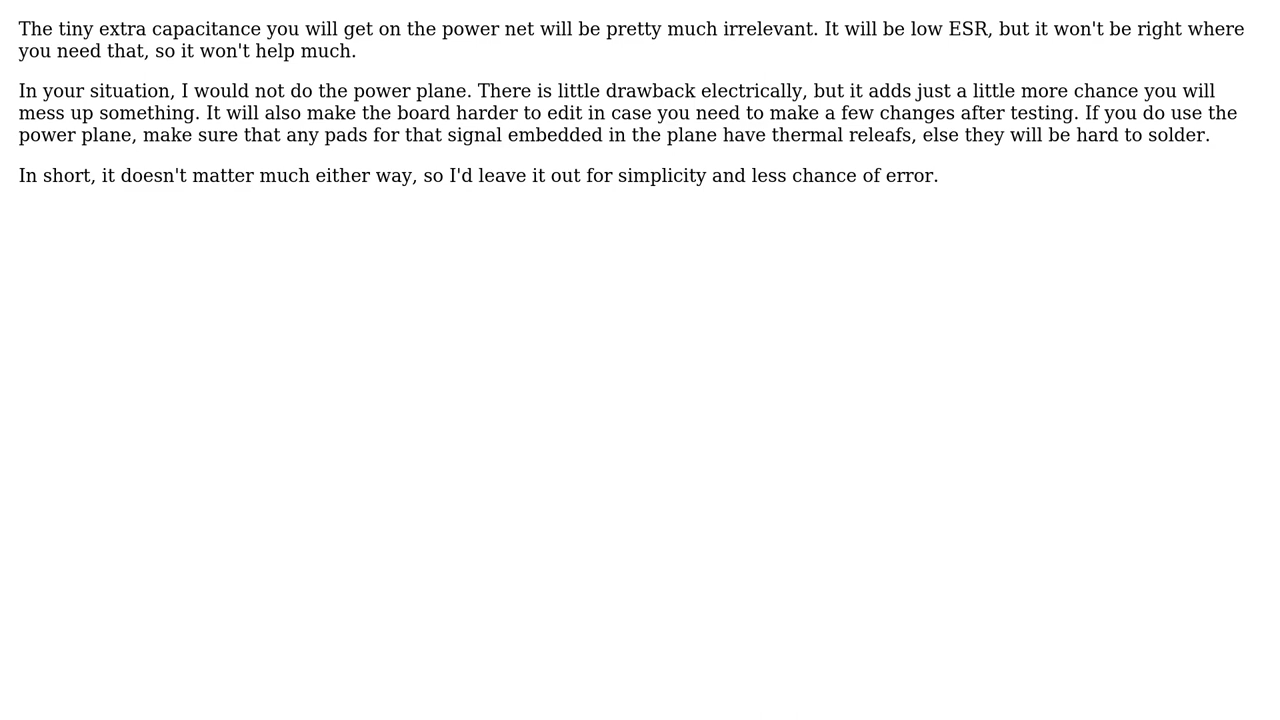 The tiny extra capacitance you will get on the power net will be pretty much irrelevant. It will be low ESR, but it won't be right where
you need that, so it won't help much.
In your situation, I would not do the power plane. There is little drawback electrically, but it adds just a little more chance you will
mess up something. It will also make the board harder to edit in case you need to make a few changes after testing. If you do use the
power plane, make sure that any pads for that signal embedded in the plane have thermal releafs, else they will be hard to solder.
In short, it doesn't matter much either way, so I'd leave it out for simplicity and less chance of error.